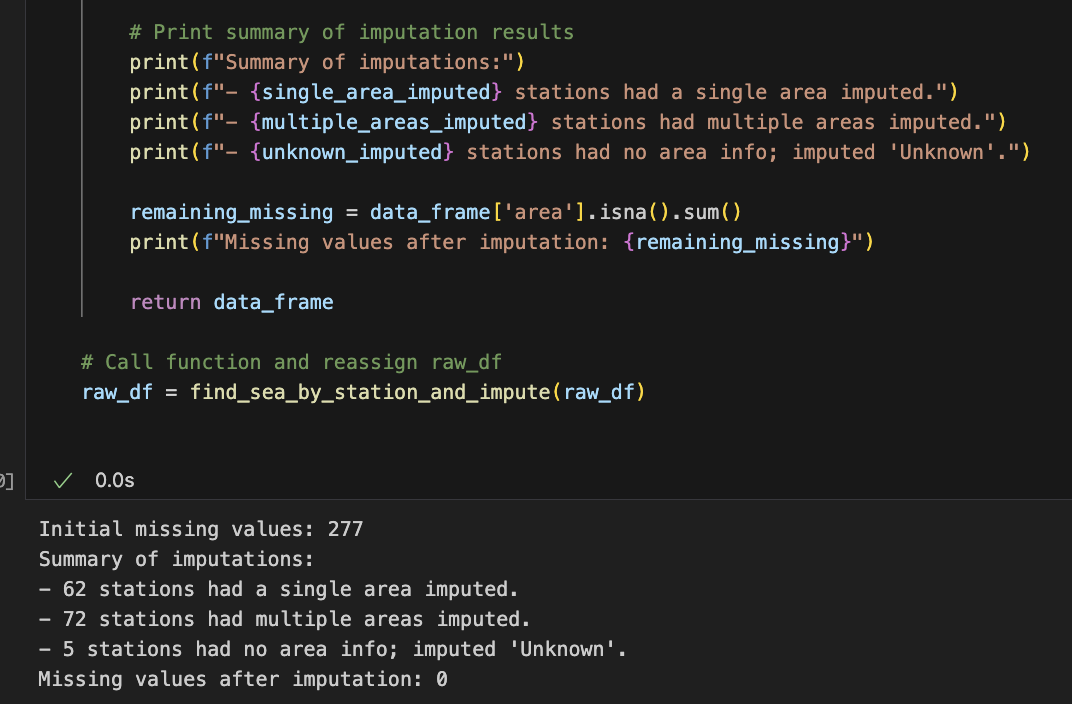 # Print summary of imputation results
print(f"Summary of imputations:")
print(f"- {single_area_imputed} stations had a single area imputed.")
print(f"- {multiple_areas_imputed} stations had multiple areas imputed.")
print(f"- {unknown_imputed} stations had no area info; imputed 'Unknown'.")
remaining_missing = data_frame['area'].isna().sum()
print(f"Missing values after imputation: {remaining_missing}")
return data_frame
# Call function and reassign raw_df
raw_df = find_sea_by_station_and_impute(raw_df)
✓ 0.0s
Initial missing values: 277
Summary of imputations:
- 62 stations had a single area imputed.
- 72 stations had multiple areas imputed.
- 5 stations had no area info; imputed 'Unknown'.
Missing values after imputation: 0